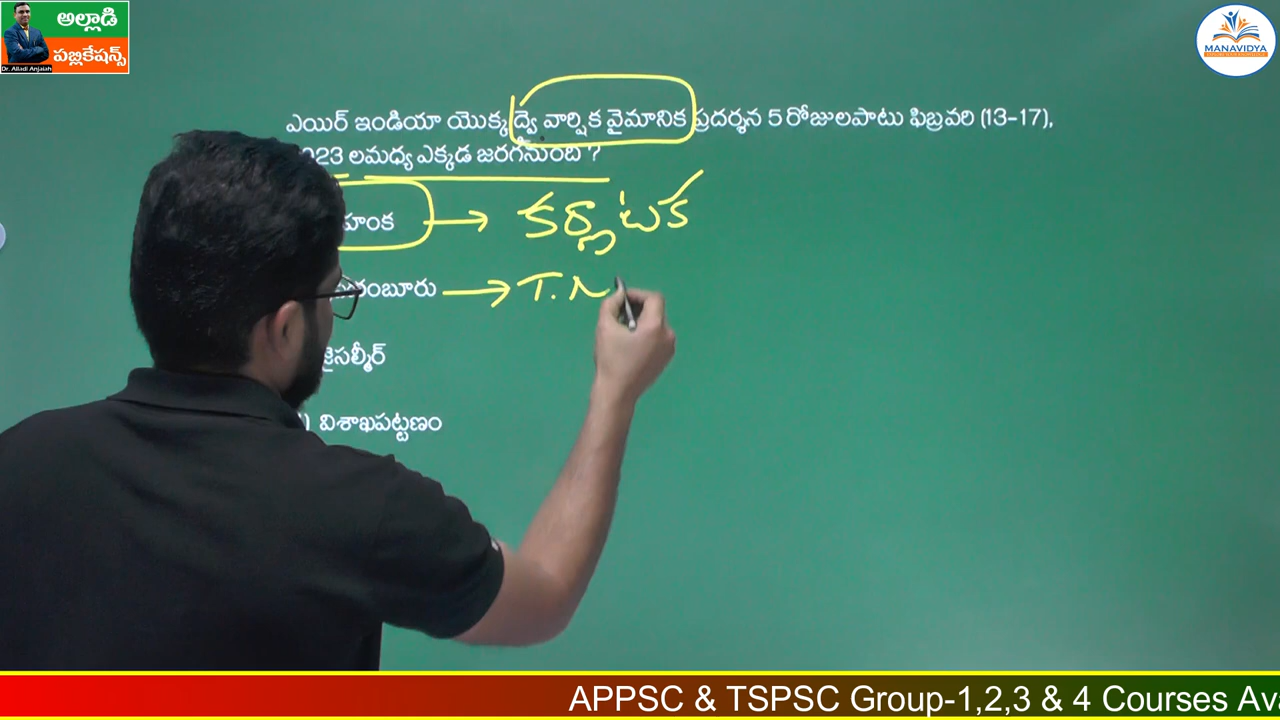 అల్లాడి
పబ్లికేషన్స్
Dr. Alladi Anjaiah
MANAVIDYA
ఎయిర్ ఇండియా యొక్క ద్వై వార్షిక వైమానిక ప్రదర్శన 5 రోజులపాటు ఫిబ్రవరి (13-17),
2023 లమధ్య ఎక్కడ జరగనుంది ?
హంక → కర్ణాటక
రంబూరు → T.N
జైసల్మీర్
) విశాఖపట్టణం
APPSC & TSPSC Group-1,2,3 & 4 Courses Ava